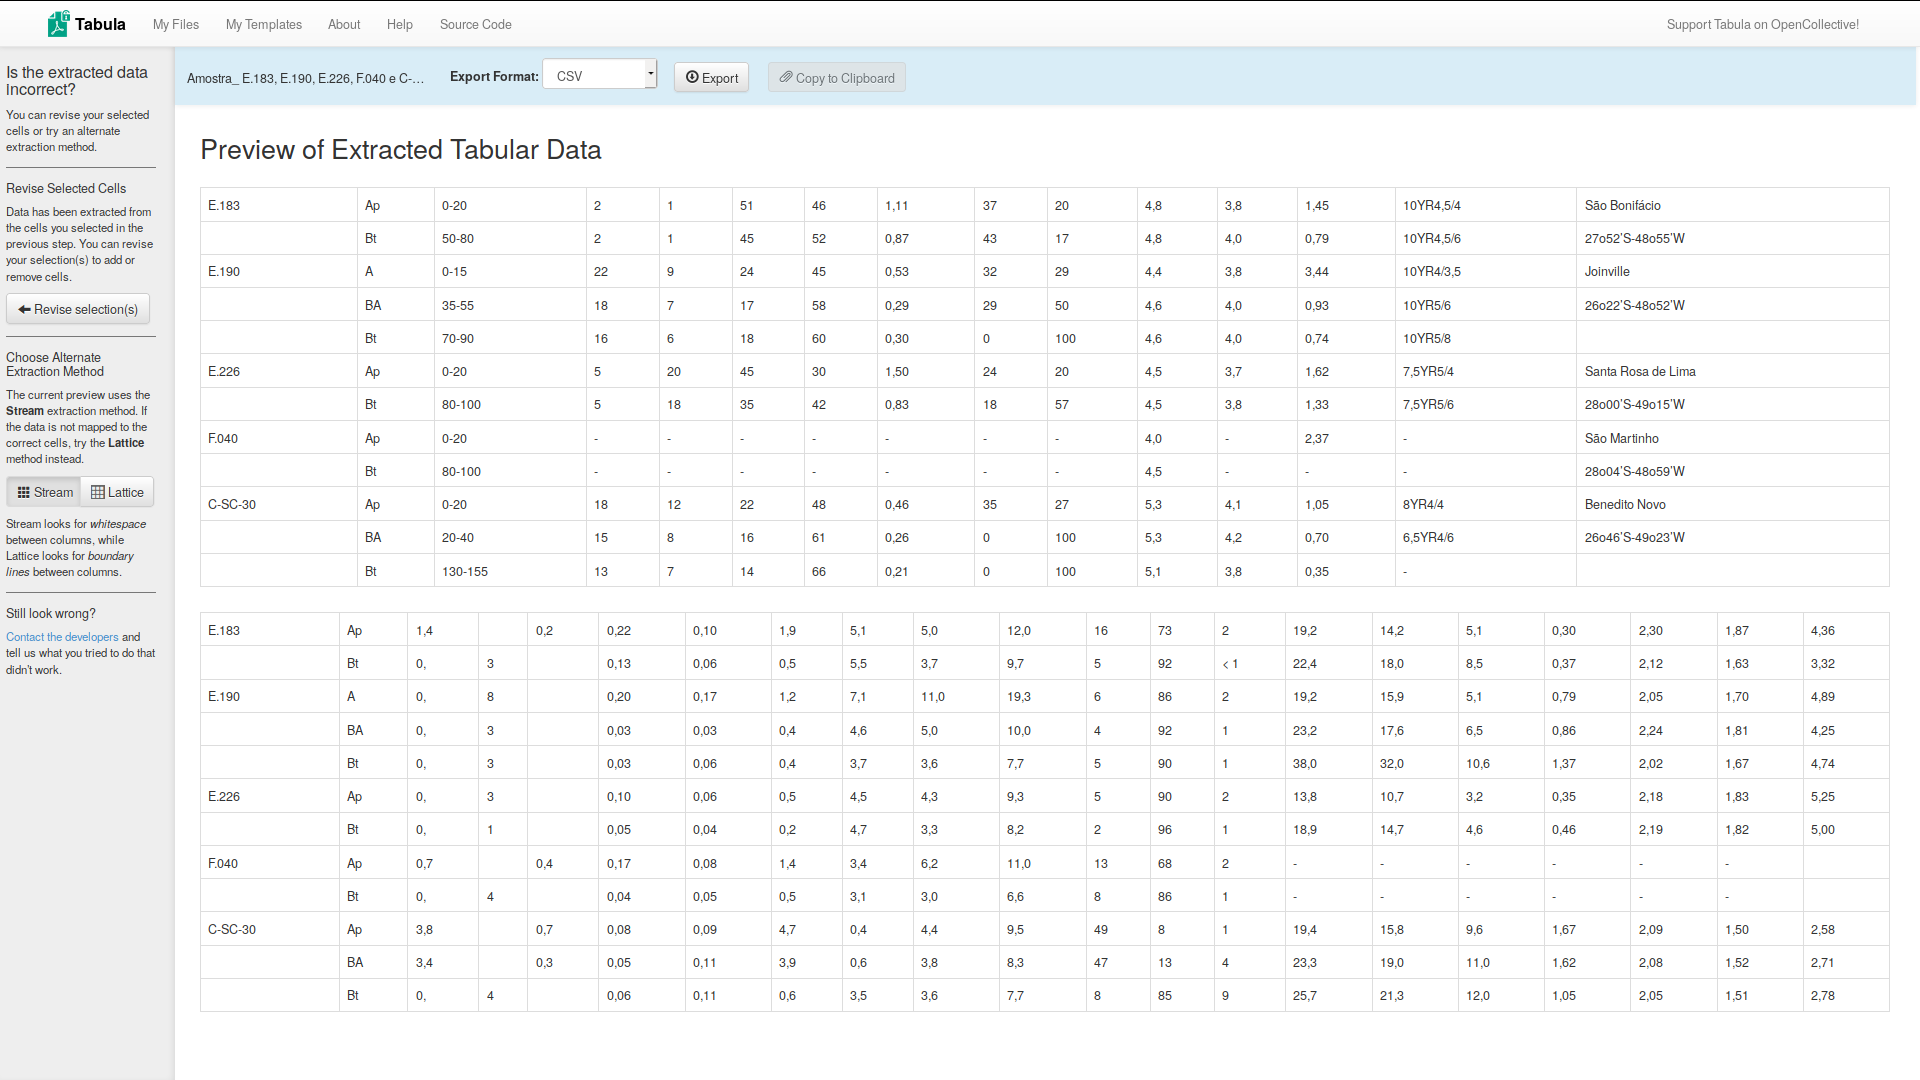 Tabula My Files My Templates About Help Source Code Support Tabula on OpenCollective!
Is the extracted data
Incorrect?
You can revise your selected
cells or try an alternate
extraction method.
Revise Selected Cells
Data has been extracted from
the cells you selected in the
previous step. You can revise
your selection(s) to add or
remove cells.
Revise selection(s)
Choose Alternate
Extraction Method
The current preview uses the
Stream extraction method. If
the data is not mapped to the
correct cells, try the Lattice
method instead.
Stream Lattice
Stream looks for whitespace
between columns, while
Lattice looks for boundary
lines between columns.
Still look wrong?
Contact the developers and
tell us what you tried to do that
didn't work.
Amostra_ E.183, E.190, E.226, F.040 e C-... Export Format: CSV Export Copy to Clipboard
Preview of Extracted Tabular Data
E.183 Ap 0-20 2 1 51 46 1,11 37 20 4,8 3,8 1,45 10YR4,5/4 São Bonifácio
Bt 50-80 2 1 45 52 0,87 43 17 4,8 4,0 0,79 10YR4,5/6 27o52'S-48o55'W
E.190 A 0-15 22 9 24 45 0,53 32 29 4,4 3,8 3,44 10YR4/3,5 Joinville
BA 35-55 18 7 17 58 0,29 29 50 4,6 4,0 0,93 10YR5/6 26o22'S-48o52'W
Bt 70-90 16 6 18 60 0,30 0 100 4,6 4,0 0,74 10YR5/8
E.226 Ap 0-20 5 20 45 30 1,50 24 20 4,5 3,7 1,62 7,5YR5/4 Santa Rosa de Lima
Bt 80-100 5 18 35 42 0,83 18 57 4,5 3,8 1,33 7,5YR5/6 28o00'S-49o15'W
F.040 Ap 0-20 - - - - - - - 4,0 - 2,37 - São Martinho
Bt 80-100 - - - - - - - 4,5 - - - 28o04'S-48o59'W
C-SC-30 Ap 0-20 18 12 22 48 0,46 35 27 5,3 4,1 1,05 8YR4/4 Benedito Novo
BA 20-40 15 8 16 61 0,26 0 100 5,3 4,2 0,70 6,5YR4/6 26o46'S-49o23'W
Bt 130-155 13 7 14 66 0,21 0 100 5,1 3,8 0,35 -
E.183 Ap 1,4 0,2 0,22 0,10 1,9 5,1 5,0 12,0 16 73 2 19,2 14,2 5,1 0,30 2,30 1,87 4,36
Bt 0, 3 0,13 0,06 0,5 5,5 3,7 9,7 5 92 < 1 22,4 18,0 8,5 0,37 2,12 1,63 3,32
E.190 A 0, 8 0,20 0,17 1,2 7,1 11,0 19,3 6 86 2 19,2 15,9 5,1 0,79 2,05 1,70 4,89
BA 0, 3 0,03 0,03 0,4 4,6 5,0 10,0 4 92 1 23,2 17,6 6,5 0,86 2,24 1,81 4,25
Bt 0, 3 0,03 0,06 0,4 3,7 3,6 7,7 5 90 1 38,0 32,0 10,6 1,37 2,02 1,67 4,74
E.226 Ap 0, 3 0,10 0,06 0,5 4,5 4,3 9,3 5 90 2 13,8 10,7 3,2 0,35 2,18 1,83 5,25
Bt 0, 1 0,05 0,04 0,2 4,7 3,3 8,2 2 96 1 18,9 14,7 4,6 0,46 2,19 1,82 5,00
F.040 Ap 0,7 0,4 0,17 0,08 1,4 3,4 6,2 11,0 13 68 2 - - - - - -
Bt 0, 4 0,04 0,05 0,5 3,1 3,0 6,6 8 86 1 - - - - - -
C-SC-30 Ap 3,8 0,7 0,08 0,09 4,7 0,4 4,4 9,5 49 8 1 19,4 15,8 9,6 1,67 2,09 1,50 2,58
BA 3,4 0,3 0,05 0,11 3,9 0,6 3,8 8,3 47 13 4 23,3 19,0 11,0 1,62 2,08 1,52 2,71
Bt 0, 4 0,06 0,11 0,6 3,5 3,6 7,7 8 85 9 25,7 21,3 12,0 1,05 2,05 1,51 2,78